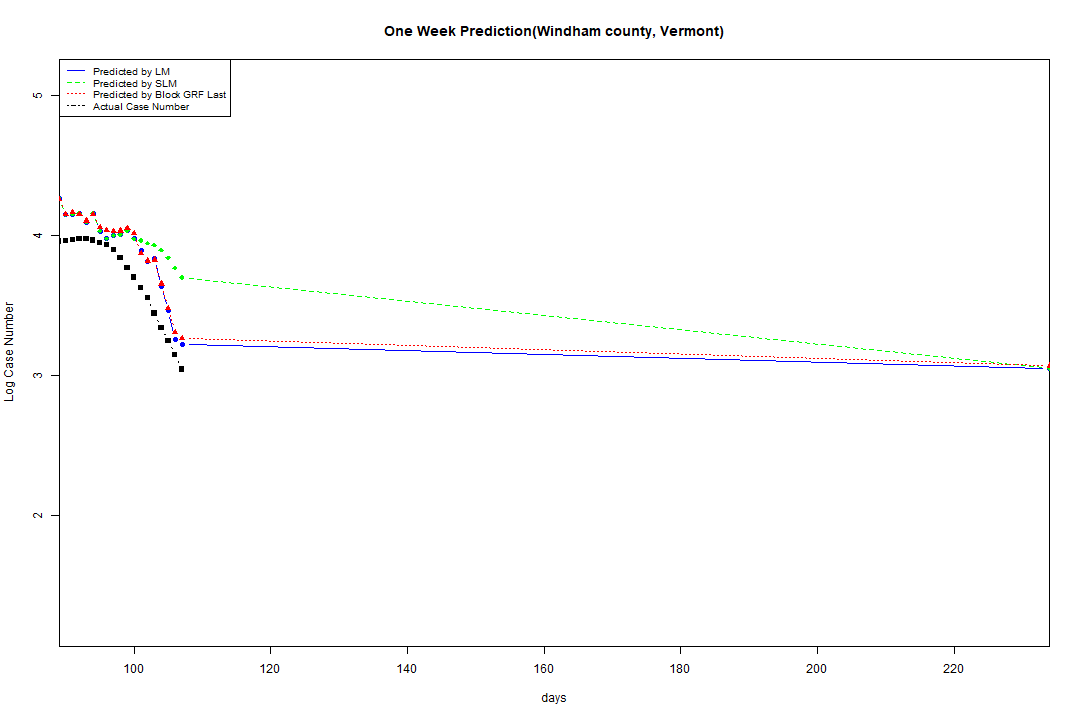 One Week Prediction(Windham county, Vermont)
Predicted by LM
Predicted by SLM
Predicted by Block GRF Last
Actual Case Number
5
4
3
2
Log Case Number
100 120 140 160 180 200 220
days